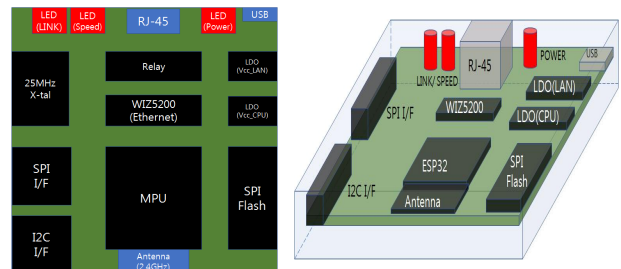 LED
(LINK)
LED
(Speed)
RJ-45
LED
(Power)
USB
25MHz
X-tal
Relay
LDO
(Vcc_LAN)
WIZ5200
(Ethernet)
LDO
(Vcc_CPU)
SPI
I/F
MPU
SPI
Flash
I2C
I/F
Antenna
(2.4GHz)
RJ-45
POWER
USB
LINK/ SPEED
LDO(LAN)
SPI I/F
WIZ5200
LDO(CPU)
ESP32
SPI
Flash
I2C I/F
Antenna